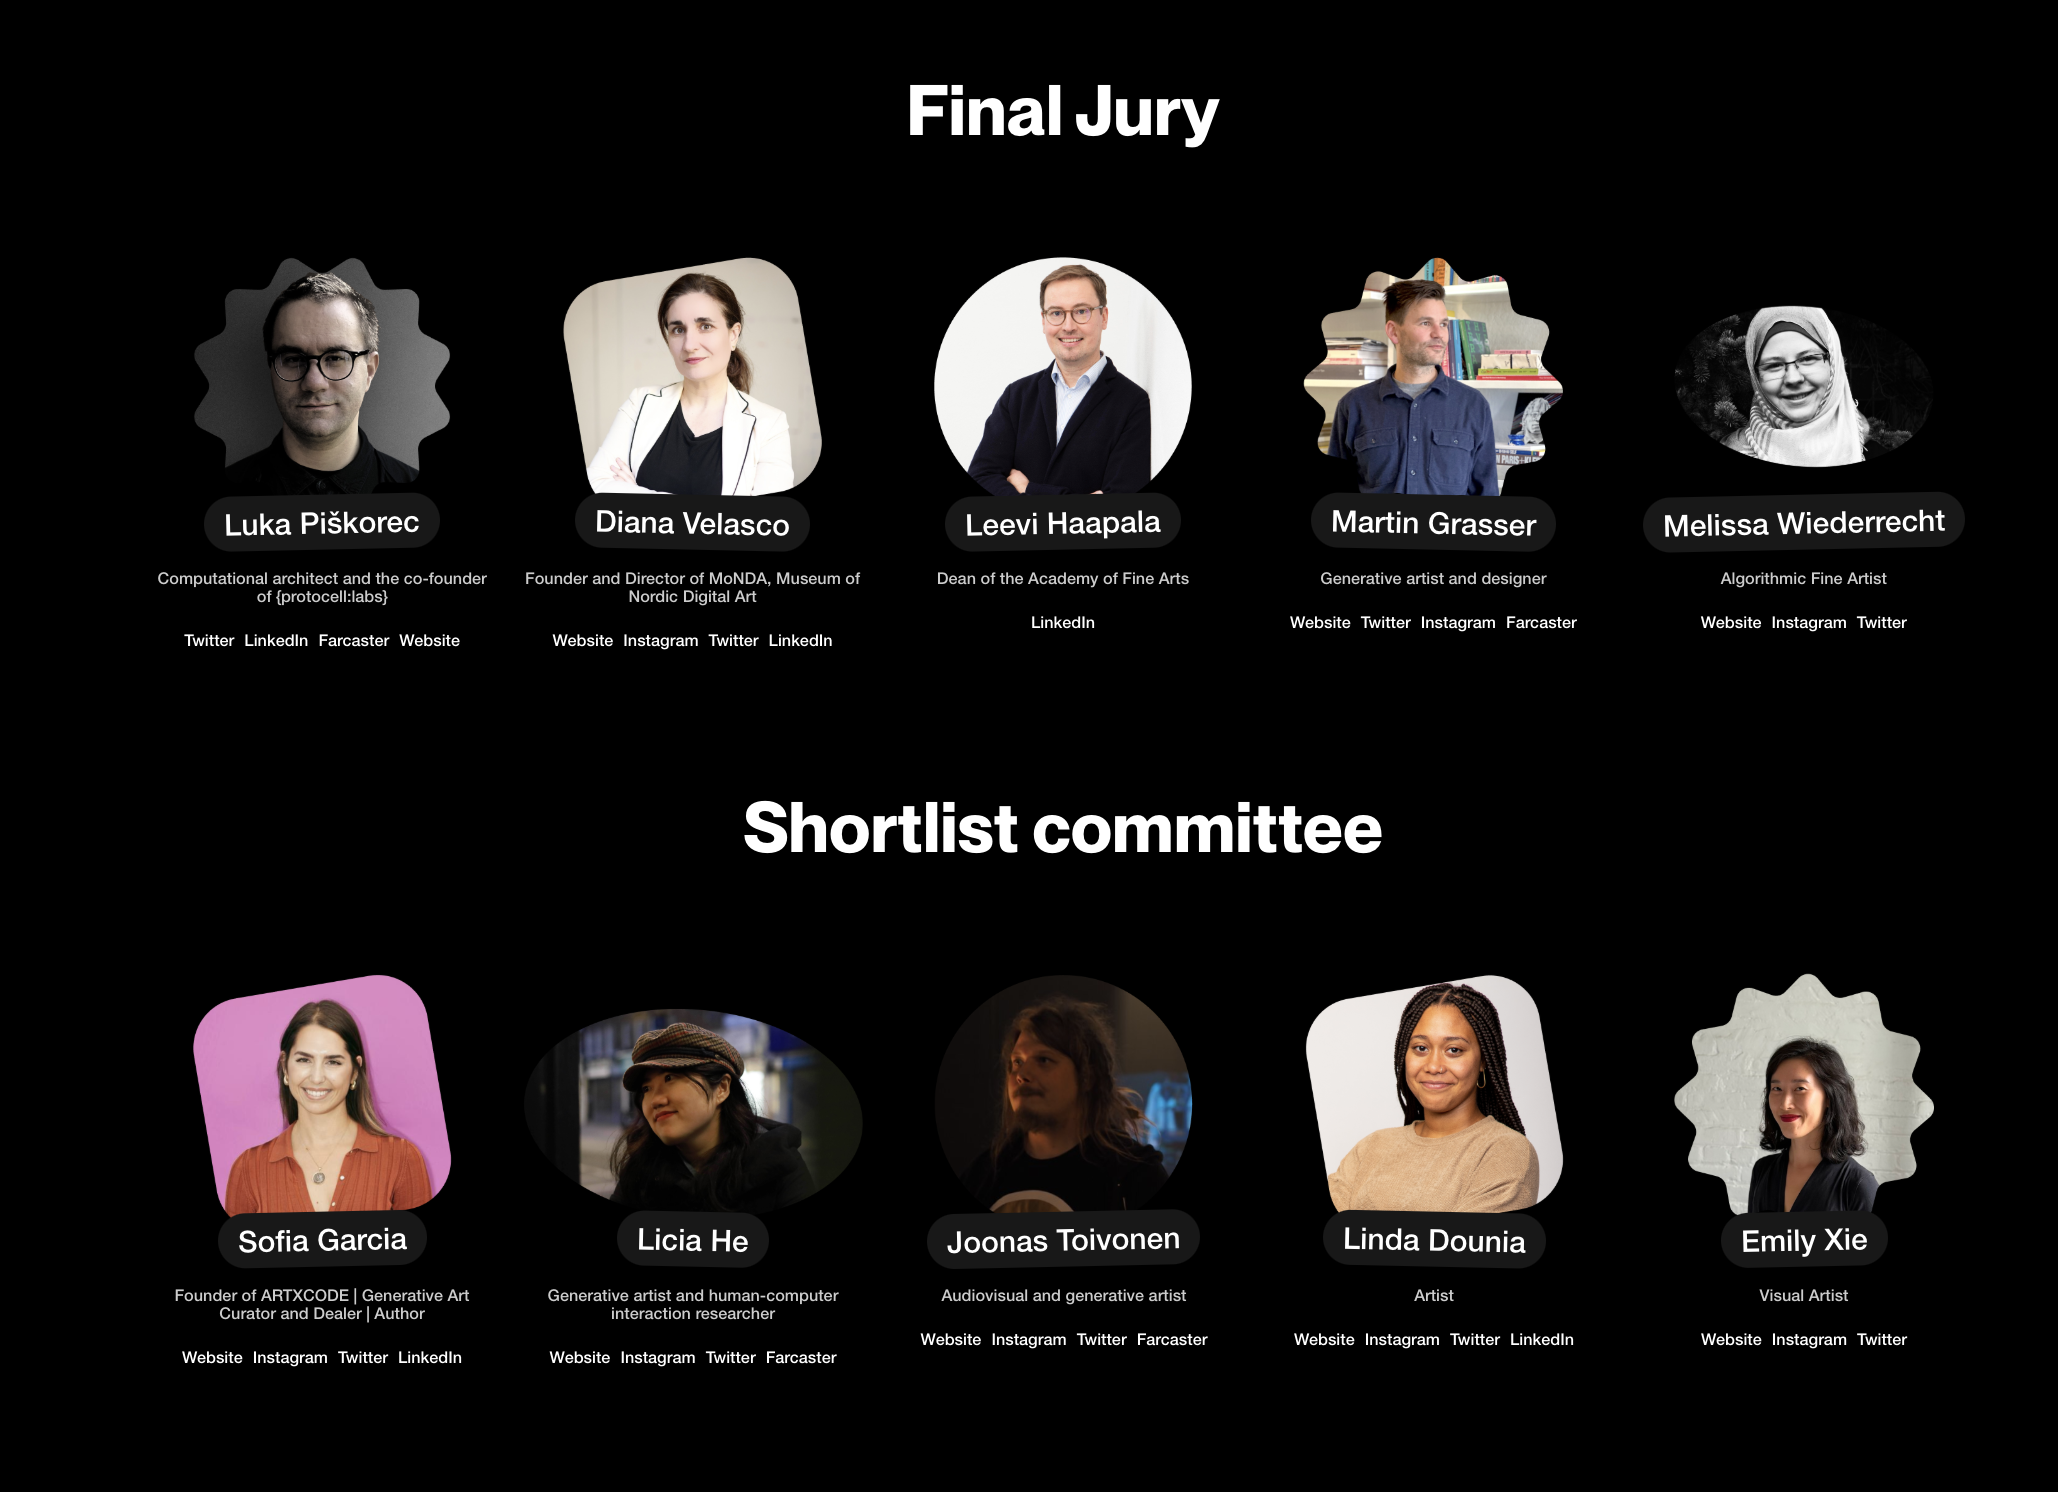 Final Jury
Luka Piškorec
Computational architect and the co-founder
of {protocell:labs}
Twitter LinkedIn Farcaster Website
Diana Velasco
Founder and Director of MoNDA, Museum of
Nordic Digital Art
Website Instagram Twitter LinkedIn
Leevi Haapala
Dean of the Academy of Fine Arts
LinkedIn
Martin Grasser
Generative artist and designer
Website Twitter Instagram Farcaster
Melissa Wiederrecht
Algorithmic Fine Artist
Website Instagram Twitter
Shortlist committee
Sofia Garcia
Founder of ARTXCODE | Generative Art
Curator and Dealer | Author
Website Instagram Twitter LinkedIn
Licia He
Generative artist and human-computer
interaction researcher
Website Instagram Twitter Farcaster
Joonas Toivonen
Audiovisual and generative artist
Website Instagram Twitter Farcaster
Linda Dounia
Artist
Website Instagram Twitter LinkedIn
Emily Xie
Visual Artist
Website Instagram Twitter